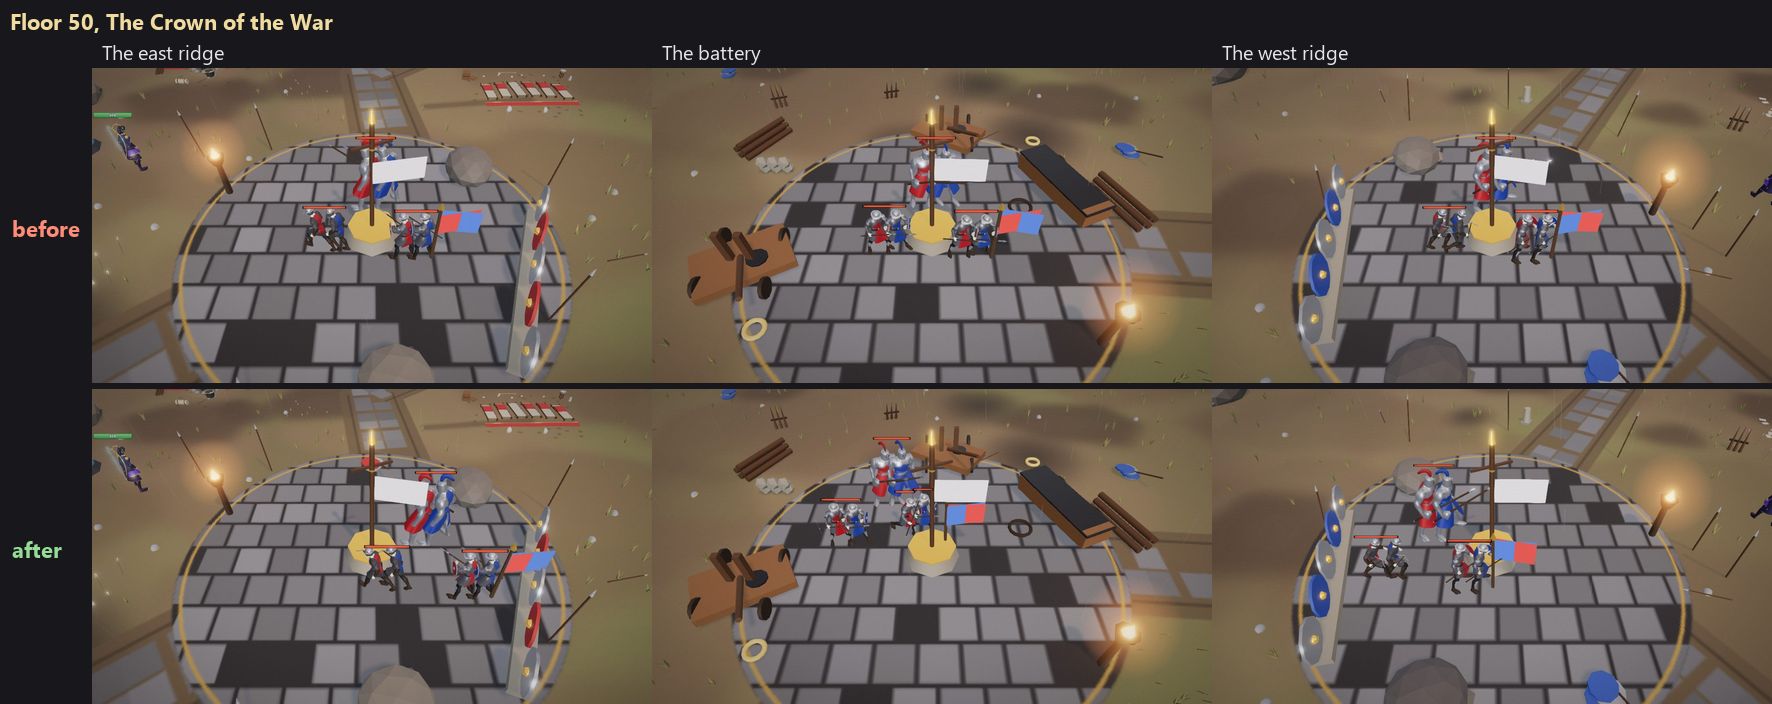 Floor 50, The Crown of the War
The east ridge
The battery
The west ridge
before
after